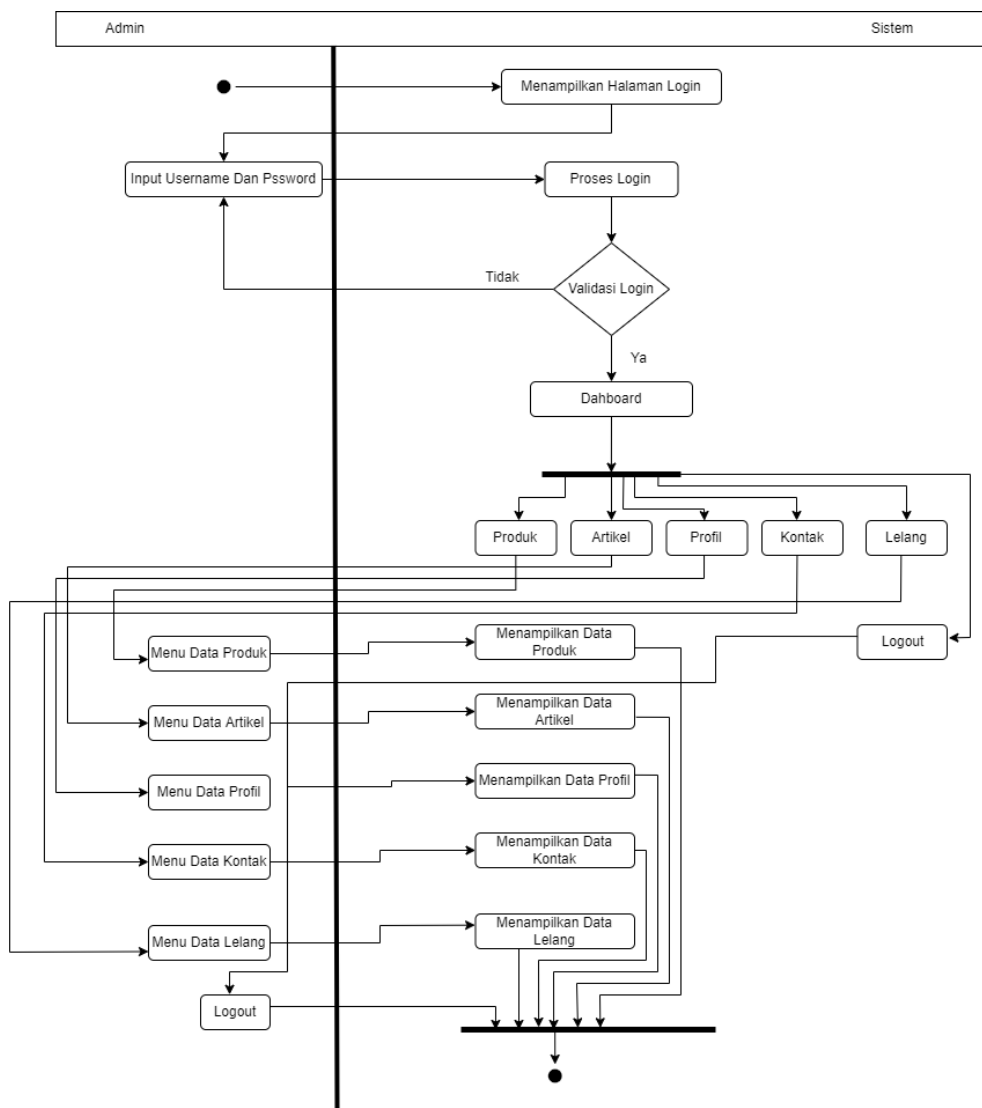 Admin
Sistem
Menampilkan Halaman Login
Input Username Dan Pssword
Proses Login
Tidak
Validasi Login
Ya
Dahboard
Produk
Artikel
Profil
Kontak
Lelang
Menu Data Produk
Menampilkan Data
Produk
Logout
Menu Data Artikel
Menampilkan Data
Artikel
Menu Data Profil
Menampilkan Data Profil
Menu Data Kontak
Menampilkan Data
Kontak
Menu Data Lelang
Menampilkan Data
Lelang
Logout